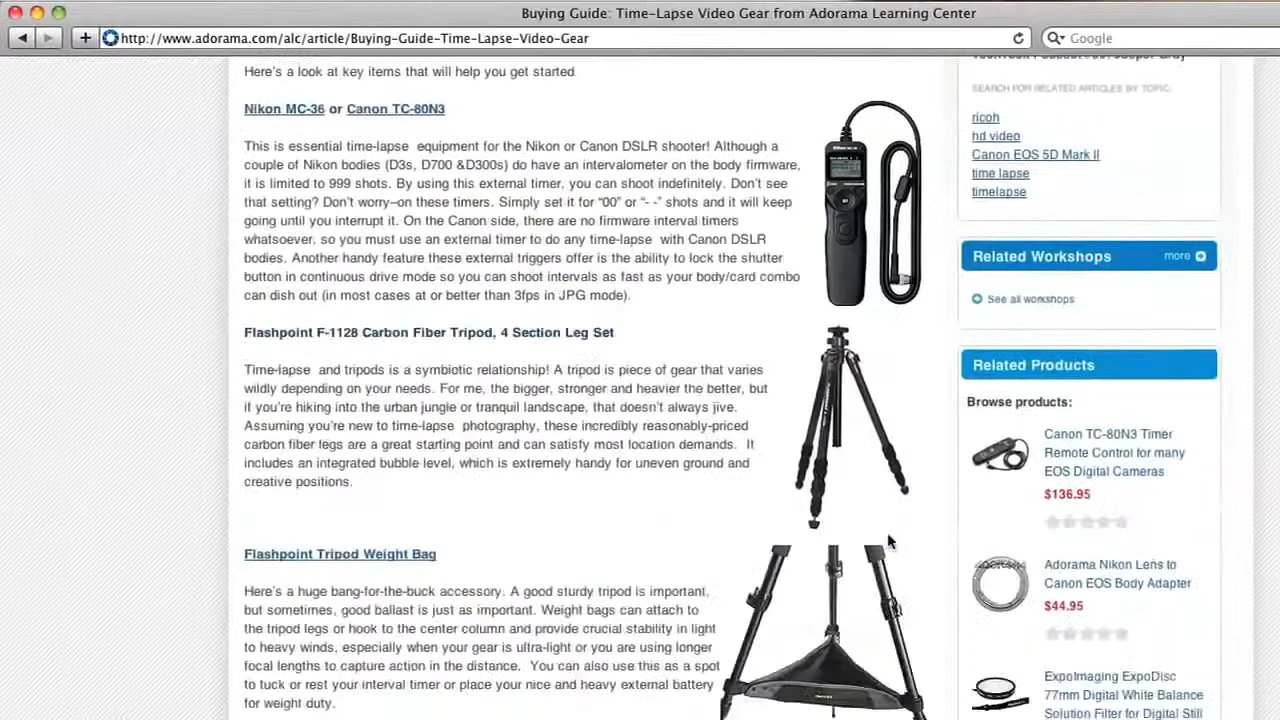 Buying Guide: Time-Lapse Video Gear from Adorama Learning Center
http://www.adorama.com/alc/article/Buying-Guide-Time-Lapse-Video-Gear
Google
Here's a look at key items that will help you get started
Nikon MC-36 or Canon TC-80N3
This is essential time-lapse equipment for the Nikon or Canon DSLR shooter! Although a
couple of Nikon bodies (D3s, D700 &D300s) do have an intervalometer on the body firmware,
it is limited to 999 shots. By using this external timer, you can shoot indefinitely. Don't see
that setting? Don't worry–on these timers. Simply set it for “00” or “- -” shots and it will keep
going until you interrupt it. On the Canon side, there are no firmware interval timers
whatsoever, so you must use an external timer to do any time-lapse with Canon DSLR
bodies. Another handy feature these external triggers offer is the ability to lock the shutter
button in continuous drive mode so you can shoot intervals as fast as your body/card combo
can dish out (in most cases at or better than 3fps in JPG mode).
Flashpoint F-1128 Carbon Fiber Tripod, 4 Section Leg Set
Time-lapse and tripods is a symbiotic relationship! A tripod is piece of gear that varies
wildly depending on your needs. For me, the bigger, stronger and heavier the better, but
if you're hiking into the urban jungle or tranquil landscape, that doesn't always jive.
Assuming you're new to time-lapse photography, these incredibly reasonably-priced
carbon fiber legs are a great starting point and can satisfy most location demands. It
includes an integrated bubble level, which is extremely handy for uneven ground and
creative positions.
Flashpoint Tripod Weight Bag
Here's a huge bang-for-the-buck accessory. A good sturdy tripod is important,
but sometimes, good ballast is just as important. Weight bags can attach to
the tripod legs or hook to the center column and provide crucial stability in light
to heavy winds, especially when your gear is ultra-light or you are using longer
focal lengths to capture action in the distance. You can also use this as a spot
to tuck or rest your interval timer or place your nice and heavy external battery
for weight duty.
SEARCH FOR RELATED ARTICLES BY TOPIC:
ricoh
hd video
Canon EOS 5D Mark II
time lapse
timelapse
Related Workshops
more
See all workshops
Related Products
Browse products:
Canon TC-80N3 Timer
Remote Control for many
EOS Digital Cameras
$136.95
Adorama Nikon Lens to
Canon EOS Body Adapter
$44.95
ExpoImaging ExpoDisc
77mm Digital White Balance
Solution Filter for Digital Still